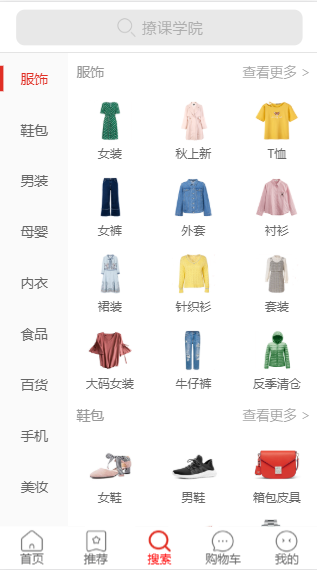 撩课学院
服饰
鞋包
男装
母婴
内衣
食品
百货
手机
美妆
服饰 查看更多 >
女装 秋上新 T恤
女裤 外套 衬衫
裙装 针织衫 套装
大码女装 牛仔裤 反季清仓
鞋包 查看更多 >
女鞋 男鞋 箱包皮具
首页 推荐 搜索 购物车 我的